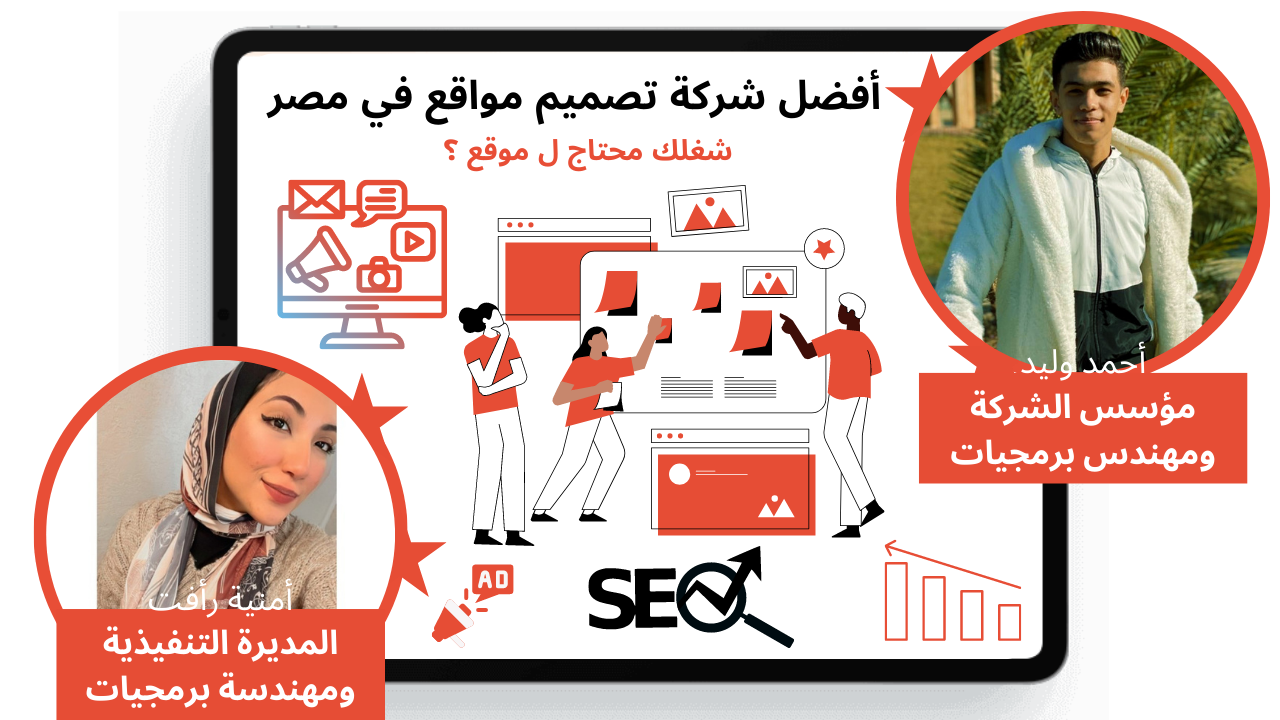 أفضل شركة تصميم مواقع في مصر
شغلك محتاج ل موقع ؟
أحمد وليد
مؤسس الشركة
ومهندس برمجيات
AD
SEO
أمنية رأفت
المديرة التنفيذية
ومهندسة برمجيات